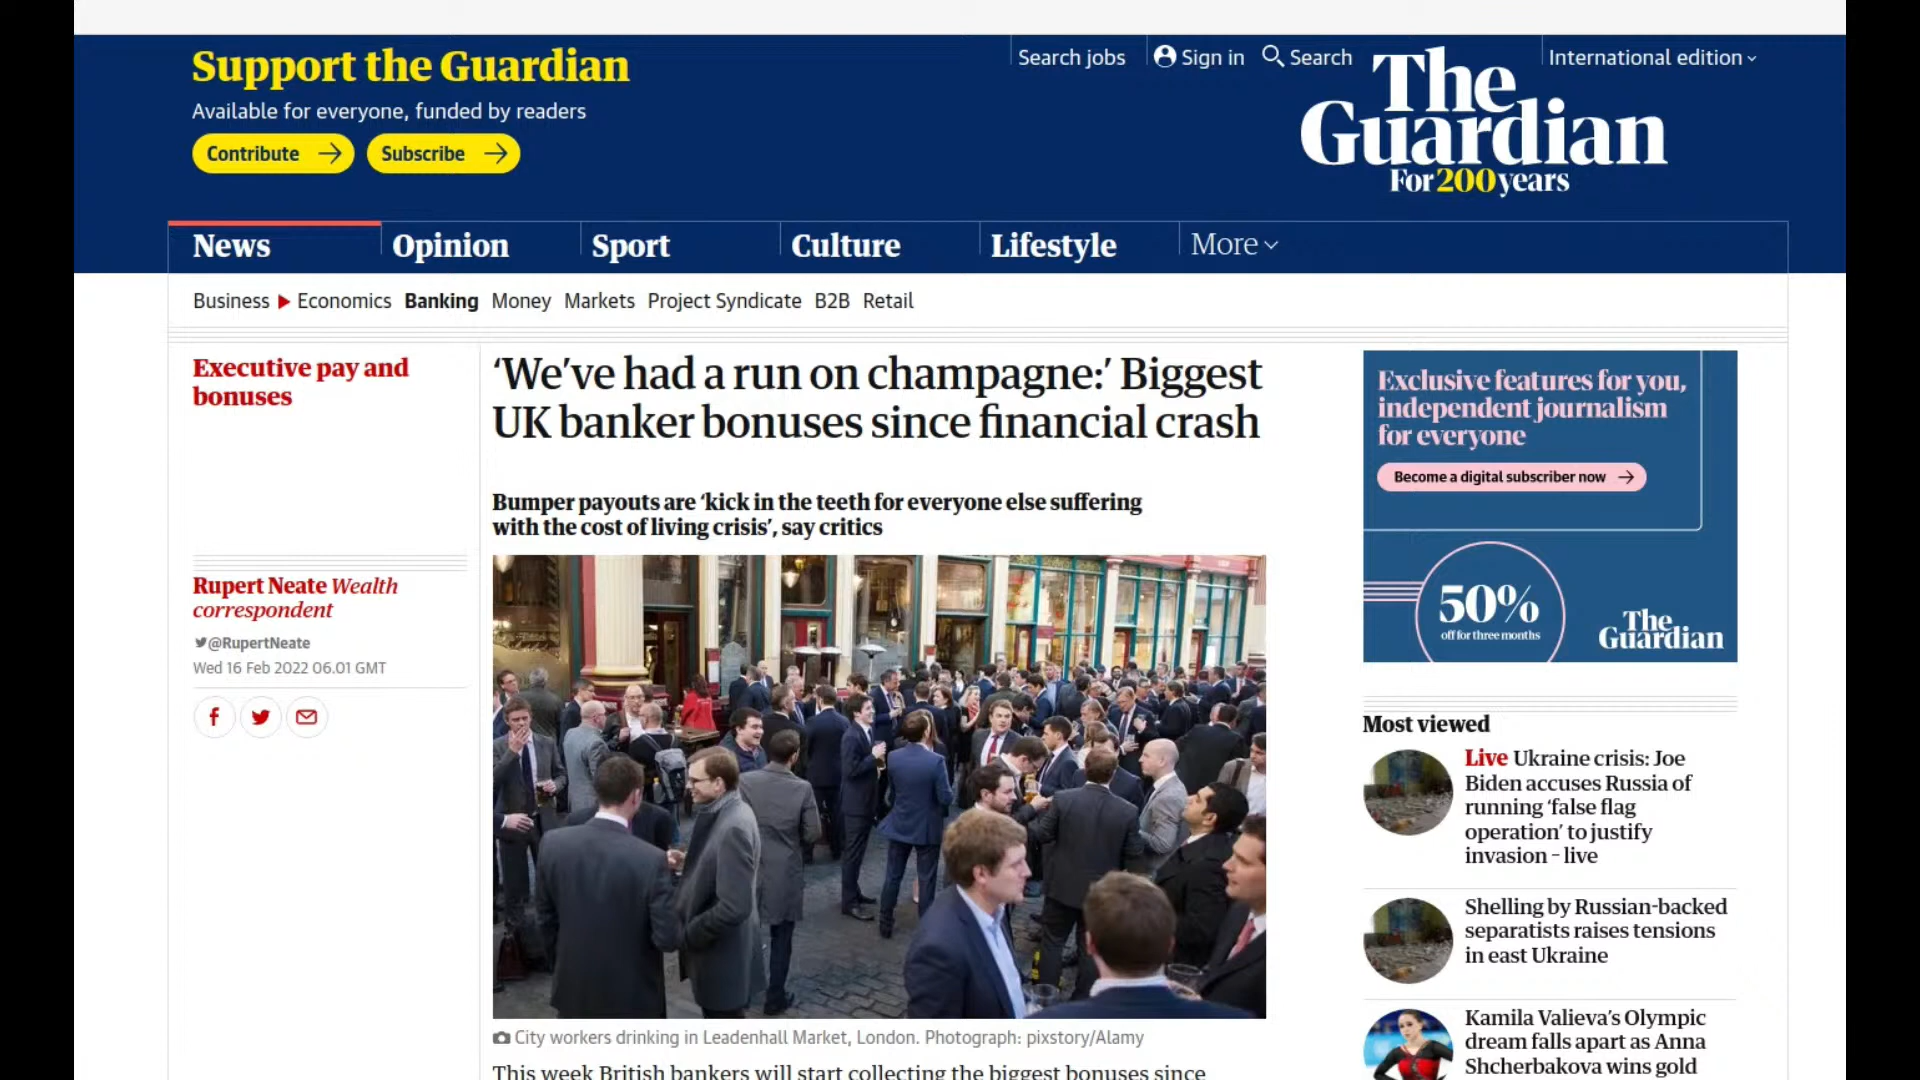 Support the Guardian
Available for everyone, funded by readers
Contribute
Subscribe
Search jobs
Sign in
Search
International edition
The
Guardian
For 200 years
News
Opinion
Sport
Culture
Lifestyle
More
Business
Economics
Banking
Money
Markets
Project Syndicate
B2B
Retail
Executive pay and
bonuses
‘We’ve had a run on champagne:’ Biggest
UK banker bonuses since financial crash
Bumper payouts are ‘kick in the teeth for everyone else suffering
with the cost of living crisis’, say critics
Rupert Neate Wealth
correspondent
@RupertNeate
Wed 16 Feb 2022 06.01 GMT
City workers drinking in Leadenhall Market, London. Photograph: pixstory/Alamy
This week British bankers will start collecting the biggest bonuses since
Exclusive features for you,
independent journalism
for everyone
Become a digital subscriber now
50%
off for three months
The
Guardian
Most viewed
Live Ukraine crisis: Joe
Biden accuses Russia of
running ‘false flag
operation’ to justify
invasion – live
Shelling by Russian-backed
separatists raises tensions
in east Ukraine
Kamila Valieva’s Olympic
dream falls apart as Anna
Shcherbakova wins gold